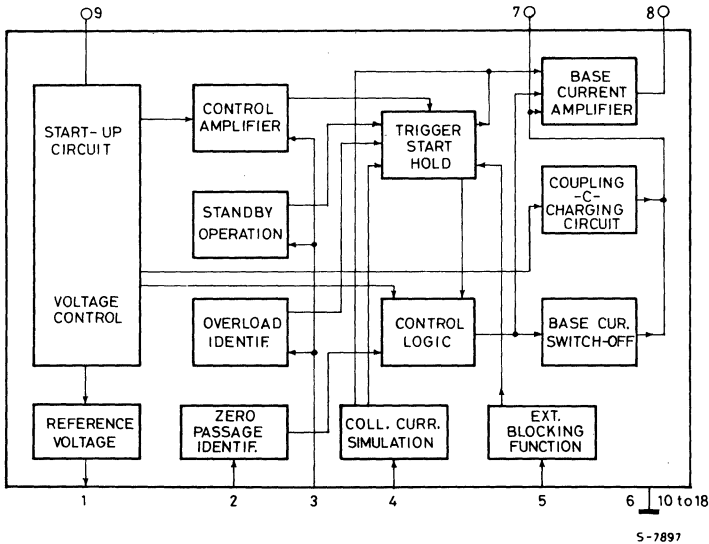 9
7
8
START-UP
CIRCUIT
VOLTAGE
CONTROL
CONTROL
AMPLIFIER
TRIGGER
START
HOLD
BASE
CURRENT
AMPLIFIER
STANDBY
OPERATION
COUPLING
-C-
CHARGING
CIRCUIT
OVERLOAD
IDENTIF.
CONTROL
LOGIC
BASE CUR.
SWITCH-OFF
REFERENCE
VOLTAGE
ZERO
PASSAGE
IDENTIF.
COLL. CURR.
SIMULATION
EXT.
BLOCKING
FUNCTION
1
2
3
4
5
6
10 to 18
S-7897